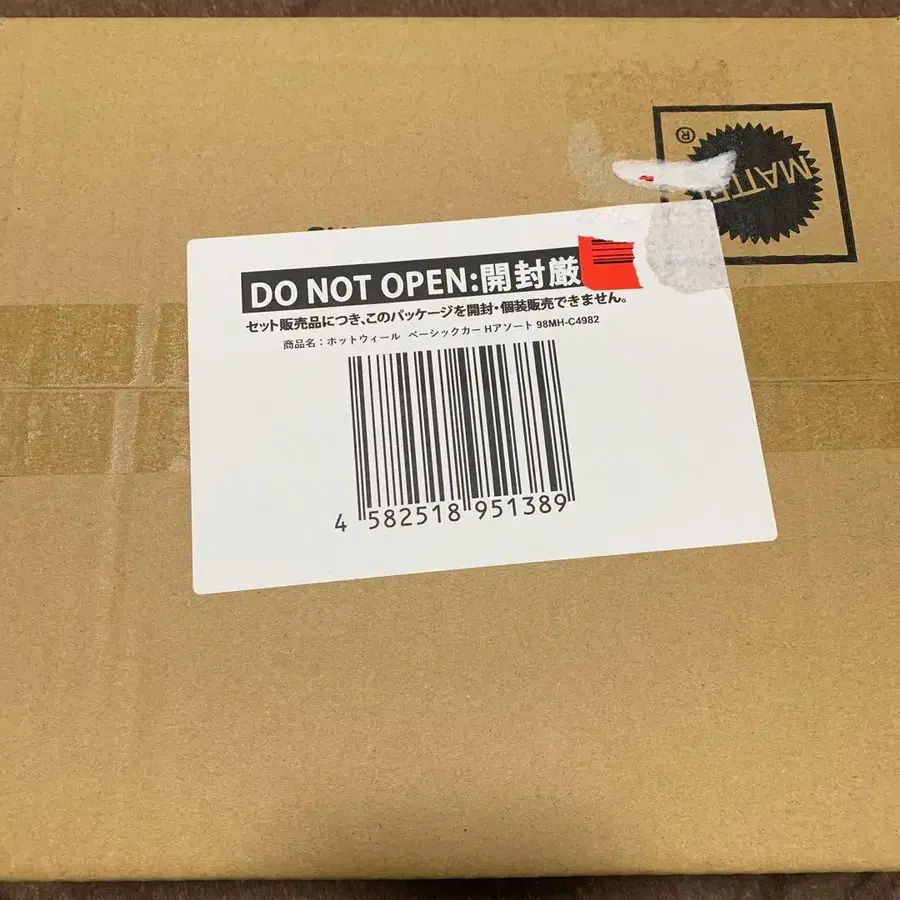 MATTEL
®
DO NOT OPEN:開封厳
セット販売品につき、このパッケージを開封・個装販売できません。
商品名：ホットウィール ベーシックカー Hアソート 98MH-C4982
4 582518 951389